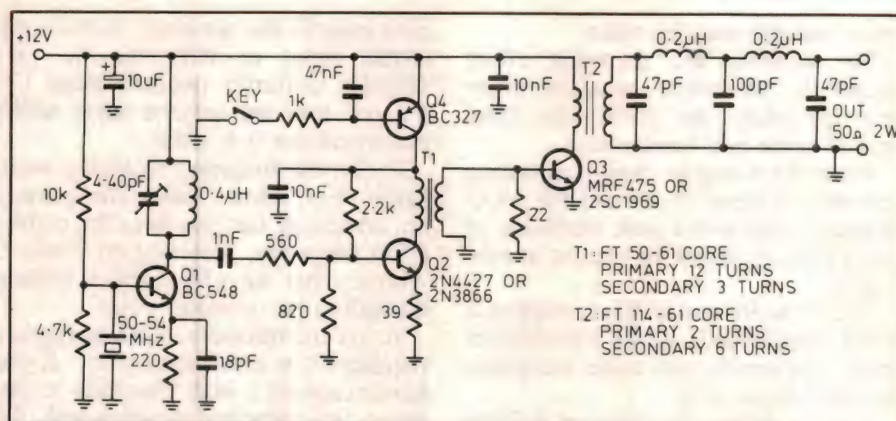 +12V
10uF
+
KEY
1k
47nF
Q4
BC327
10nF
T2
0.2µH
0.2µH
47pF
100pF
47pF
OUT
50Ω 2W
10k
4-40pF
0.4µH
10nF
T1
2.2k
Q3
MRF475 OR
2SC1969
22
1nF
560
Q1
BC548
Q2
2N4427 OR
2N3866
4.7k
50-54
MHz
220
18pF
820
39
T1: FT 50-61 CORE
PRIMARY 12 TURNS
SECONDARY 3 TURNS
T2: FT 114-61 CORE
PRIMARY 2 TURNS
SECONDARY 6 TURNS